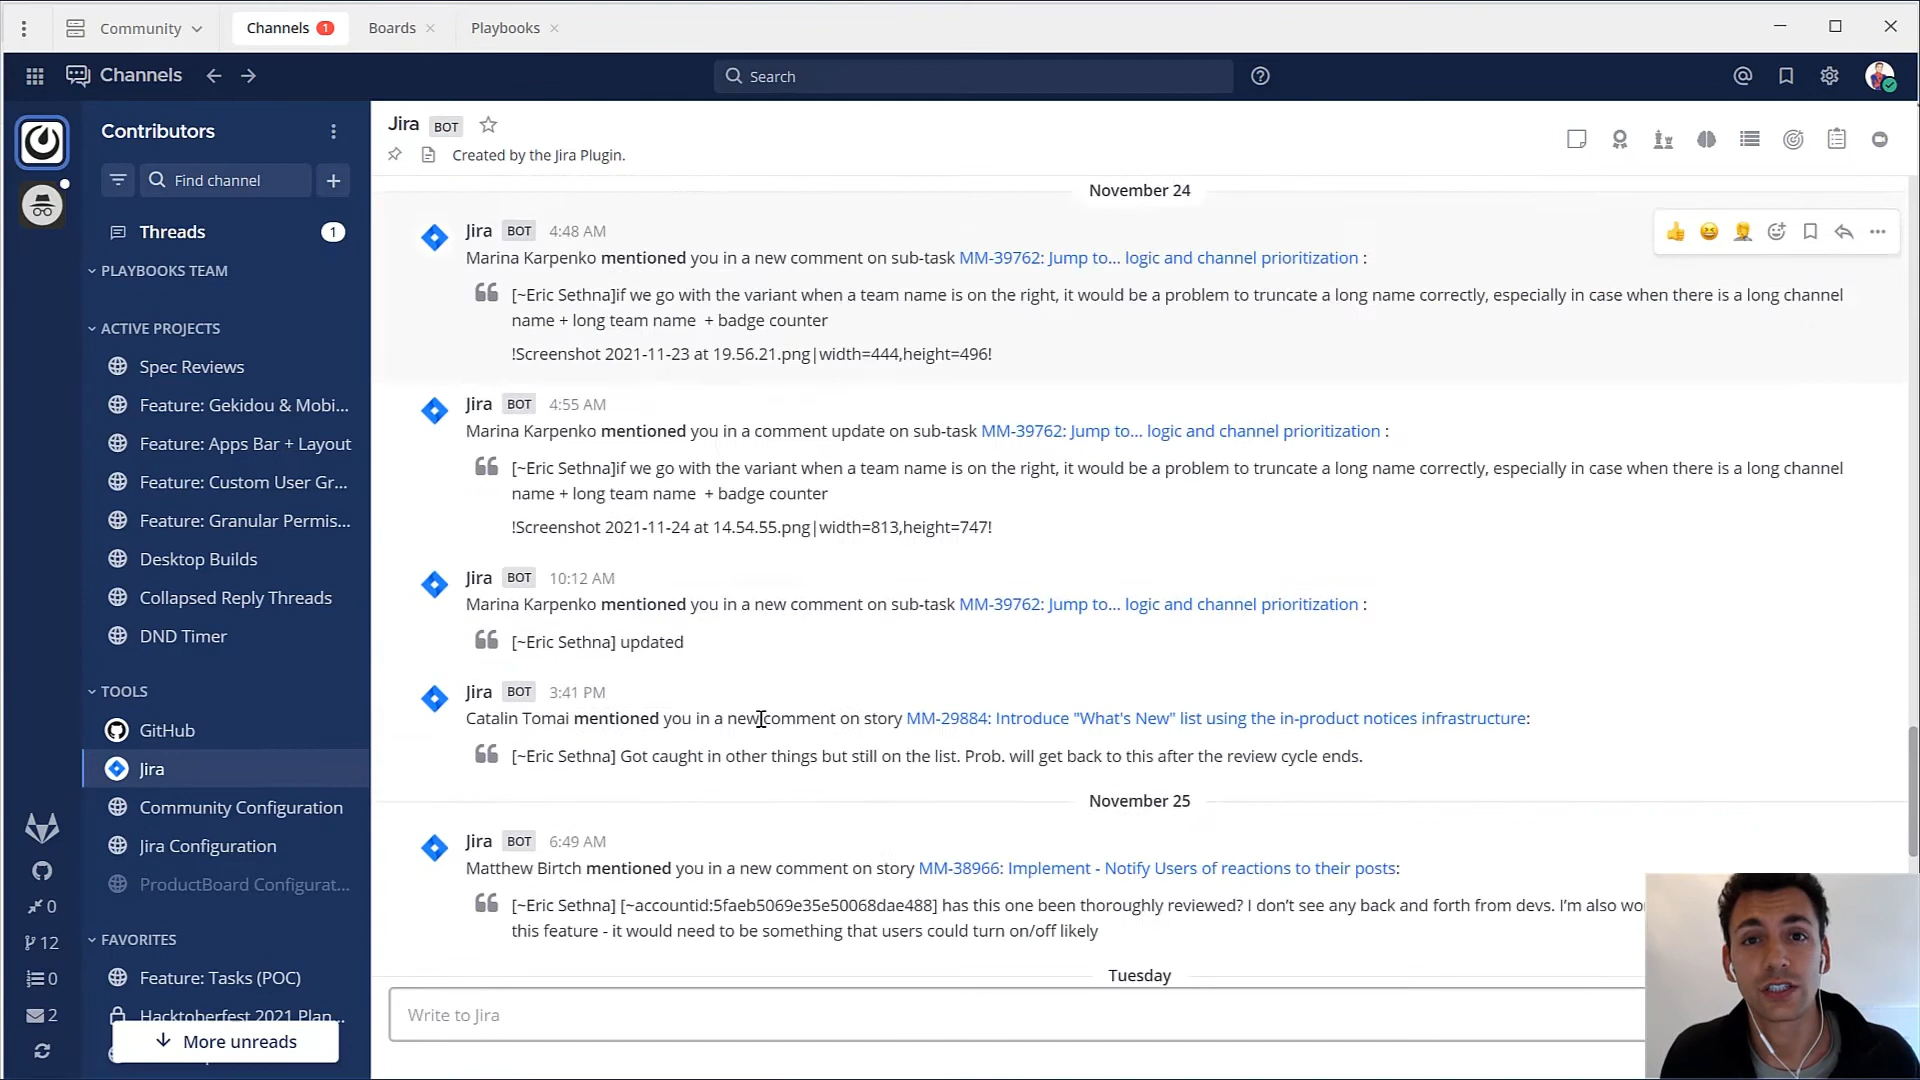 Community
Channels 1
Boards
Playbooks
Channels
Search
Contributors
Find channel
Threads 1
PLAYBOOKS TEAM
ACTIVE PROJECTS
Spec Reviews
Feature: Gekidou & Mobi...
Feature: Apps Bar + Layout
Feature: Custom User Gr...
Feature: Granular Permis...
Desktop Builds
Collapsed Reply Threads
DND Timer
TOOLS
GitHub
Jira
Community Configuration
Jira Configuration
ProductBoard Configurat...
FAVORITES
Feature: Tasks (POC)
Hacktoberfest 2021 Plan...
More unreads
0
12
0
2
Jira BOT
Created by the Jira Plugin.
November 24
Jira BOT 4:48 AM
Marina Karpenko mentioned you in a new comment on sub-task MM-39762: Jump to... logic and channel prioritization :
[~Eric Sethna]if we go with the variant when a team name is on the right, it would be a problem to truncate a long name correctly, especially in case when there is a long channel
name + long team name + badge counter
!Screenshot 2021-11-23 at 19.56.21.png|width=444,height=496!
Jira BOT 4:55 AM
Marina Karpenko mentioned you in a comment update on sub-task MM-39762: Jump to... logic and channel prioritization :
[~Eric Sethna]if we go with the variant when a team name is on the right, it would be a problem to truncate a long name correctly, especially in case when there is a long channel
name + long team name + badge counter
!Screenshot 2021-11-24 at 14.54.55.png|width=813,height=747!
Jira BOT 10:12 AM
Marina Karpenko mentioned you in a new comment on sub-task MM-39762: Jump to... logic and channel prioritization :
[~Eric Sethna] updated
Jira BOT 3:41 PM
Catalin Tomai mentioned you in a new comment on story MM-29884: Introduce "What's New" list using the in-product notices infrastructure:
[~Eric Sethna] Got caught in other things but still on the list. Prob. will get back to this after the review cycle ends.
November 25
Jira BOT 6:49 AM
Matthew Birtch mentioned you in a new comment on story MM-38966: Implement - Notify Users of reactions to their posts:
[~Eric Sethna] [~accountid:5faeb5069e35e50068dae488] has this one been thoroughly reviewed? I don't see any back and forth from devs. I'm also wo
this feature - it would need to be something that users could turn on/off likely
Tuesday
Write to Jira